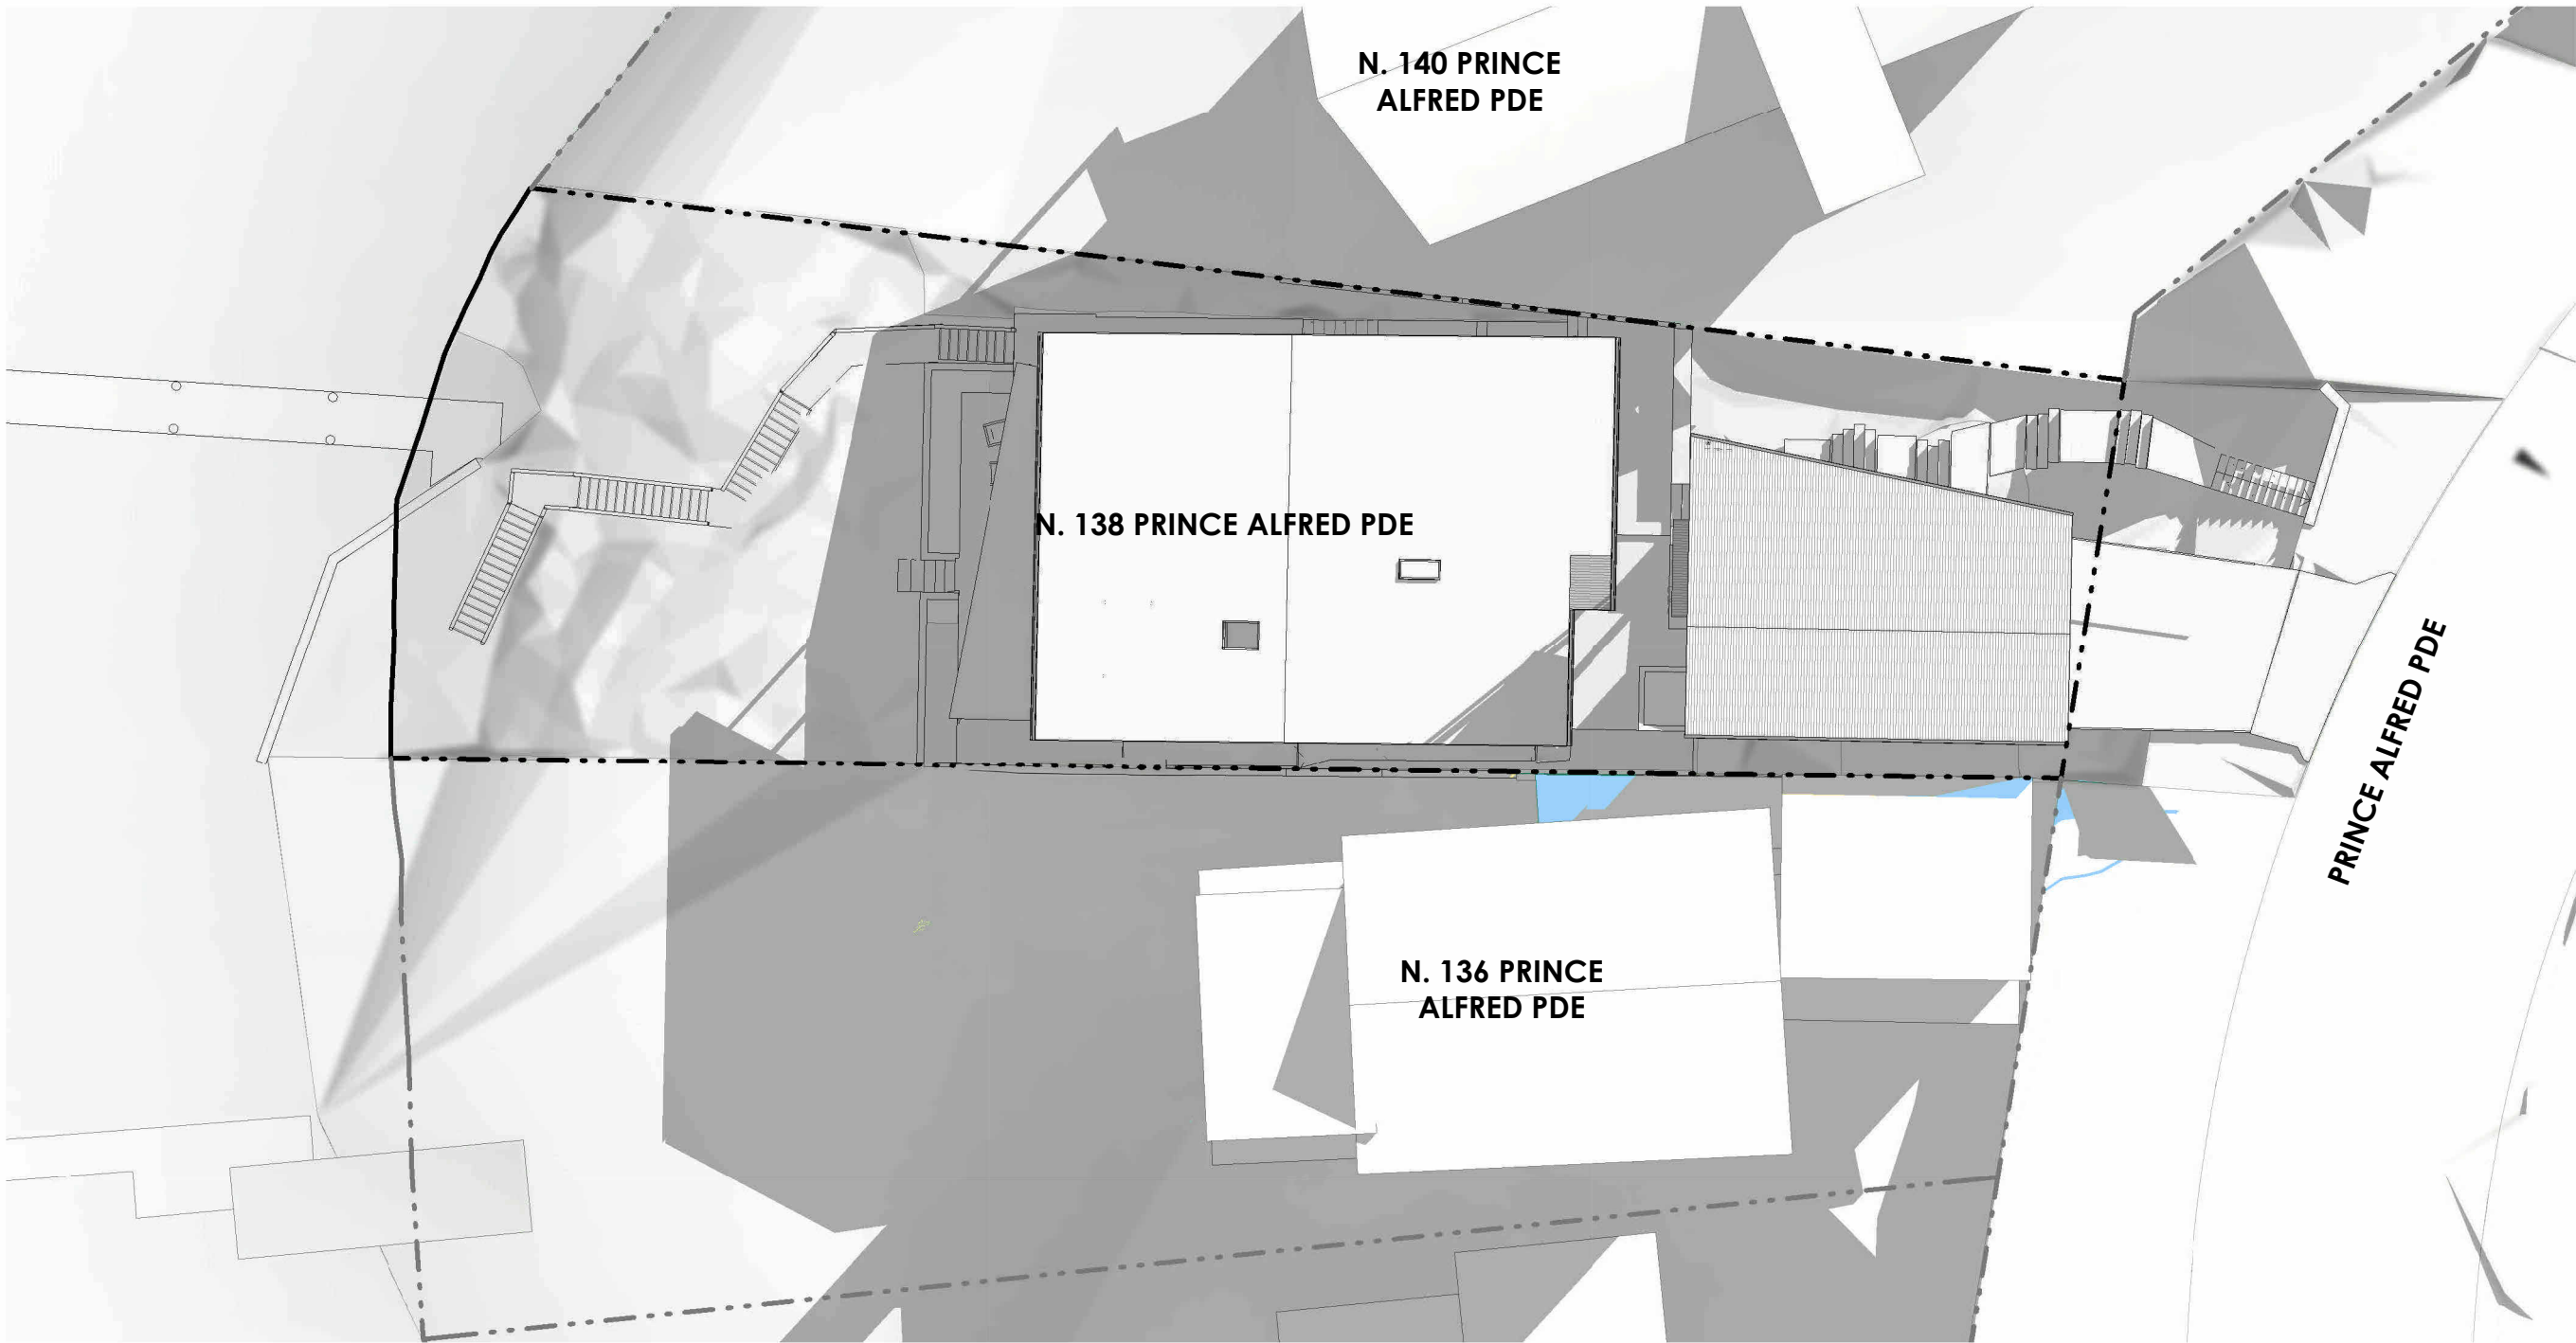 N. 140 PRINCE
ALFRED PDE
N. 138 PRINCE ALFRED PDE
PRINCE ALFRED PDE
N. 136 PRINCE
ALFRED PDE